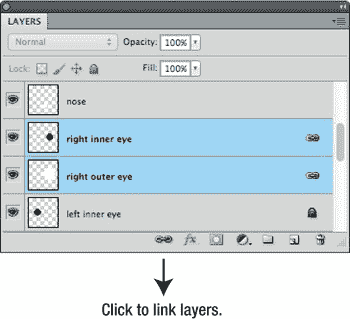 LAYERS
Normal Opacity: 100%
Lock: Fill: 100%
nose
right inner eye
right outer eye
left inner eye
fx.
Click to link layers.